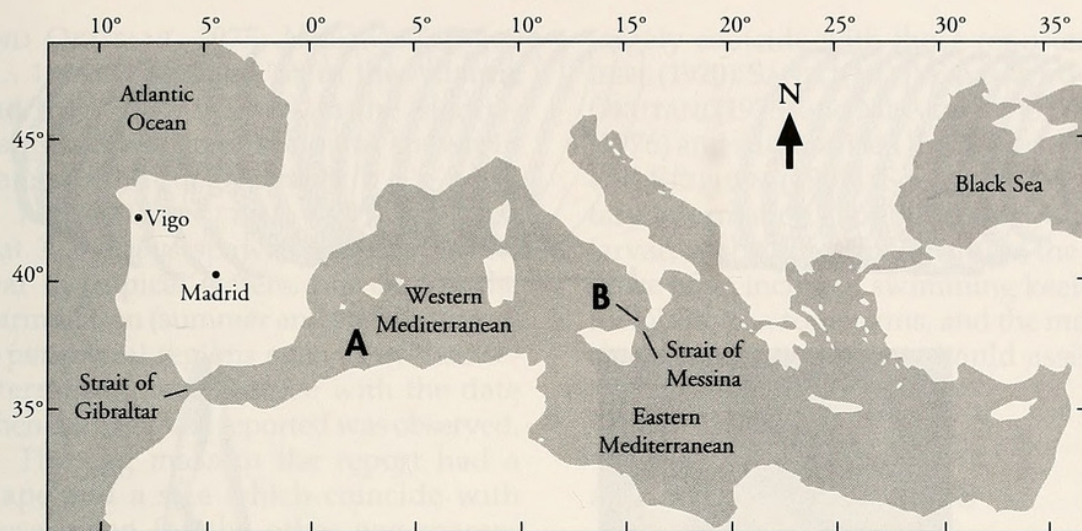 10° 5° 0° 5° 10° 15° 20° 25° 30° 35°
N
Atlantic
Ocean
45°
Black Sea
Vigo
40°
Madrid
Western
Mediterranean
B
A
Strait of
Messina
Strait of
Gibraltar
35°
Eastern
Mediterranean